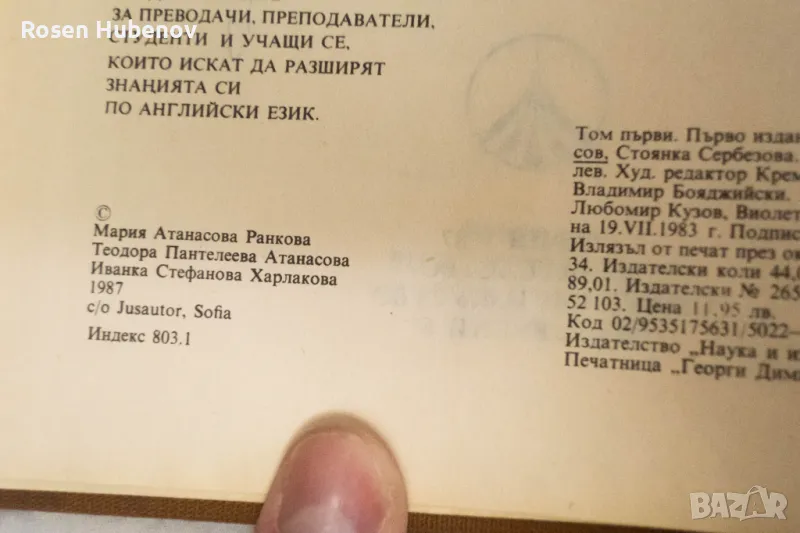 Rosen Hubenov
ЗА ПРЕВОДАЧИ, ПРЕПОДАВАТЕЛИ,
СТУДЕНТИ И УЧАЩИ СЕ,
КОИТО ИСКАТ ДА РАЗШИРЯТ
ЗНАНИЯТА СИ
ПО АНГЛИЙСКИ ЕЗИК.
©
Мария Атанасова Ранкова
Теодора Пантелеева Атанасова
Иванка Стефанова Харлакова
1987
c/o Jusautor, Sofia
Индекс 803.1
Том първи. Първо издан
сов, Стоянка Сербезова.
лев. Худ. редактор Крем
Владимир Бояджийски.
Любомир Кузов, Виолет
на 19.VII.1983 г. Подпис
Излязъл от печат през ок
34. Издателски коли 44,
89,01. Издателски № 265
52 103. Цена 11,95 лв.
Код 02/9535175631/5022—
Издателство „Наука и и
Печатница „Георги Дим
BAZAR